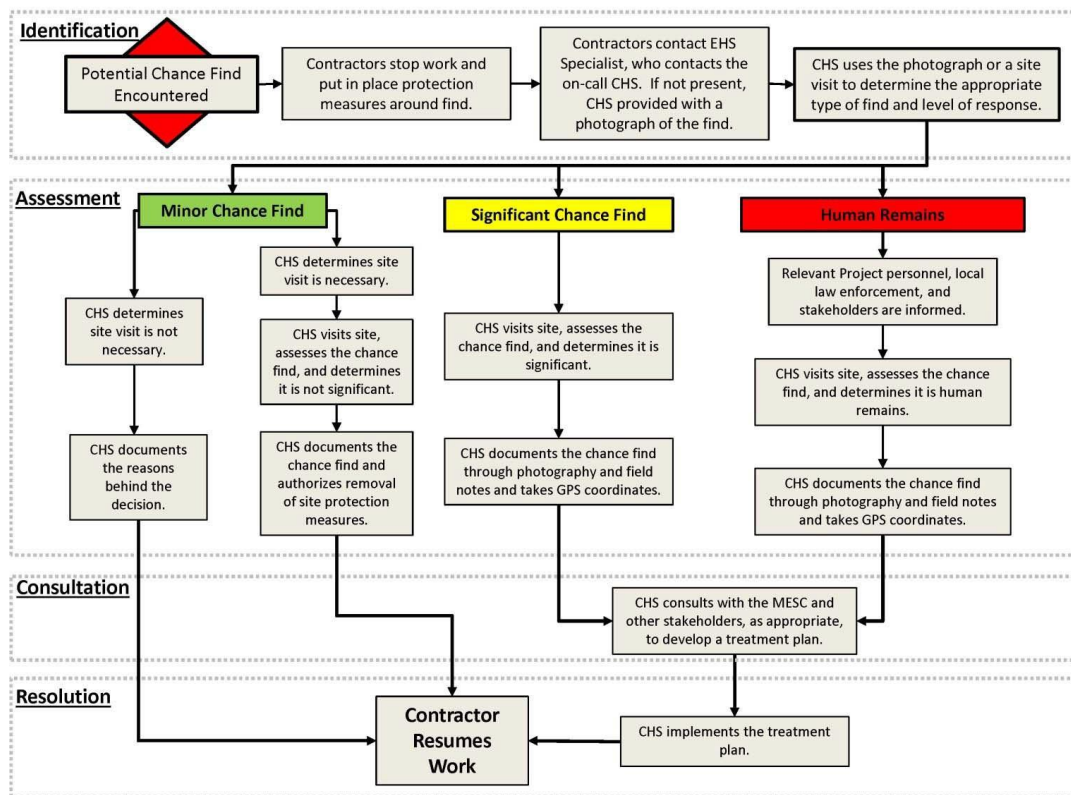 Identification
Potential Chance Find
Encountered
Contractors stop work and
put in place protection
measures around find.
Contractors contact EHS
Specialist, who contacts the
on-call CHS. If not present,
CHS provided with a
photograph of the find.
CHS uses the photograph or a site
visit to determine the appropriate
type of find and level of response.
Assessment
Minor Chance Find
Significant Chance Find
Human Remains
CHS determines
site visit is not
necessary.
CHS documents
the reasons
behind the
decision.
CHS determines site
visit is necessary.
CHS visits site,
assesses the chance
find, and determines
it is not significant.
CHS documents the
chance find and
authorizes removal
of site protection
measures.
CHS visits site, assesses the
chance find, and determines it is
significant.
CHS documents the chance find
through photography and field
notes and takes GPS coordinates.
Relevant Project personnel, local
law enforcement, and
stakeholders are informed.
CHS visits site, assesses the chance
find, and determines it is human
remains.
CHS documents the chance find
through photography and field notes
and takes GPS coordinates.
Consultation
CHS consults with the MESC and
other stakeholders, as appropriate,
to develop a treatment plan.
Resolution
Contractor
Resumes
Work
CHS implements the treatment
plan.